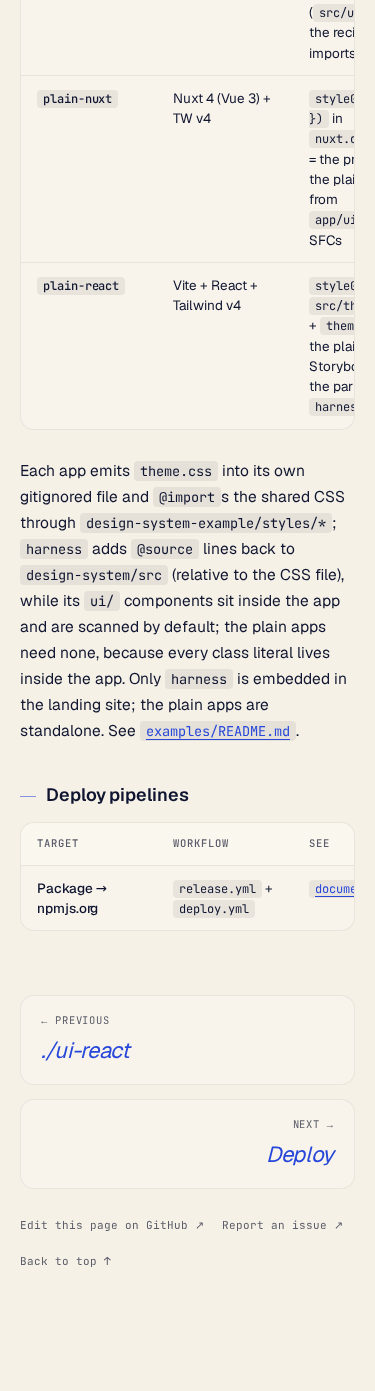 ( src/u
the reci
imports
plain-nuxt Nuxt 4 (Vue 3) + style
TW v4 }) in
nuxt.c
= the pr
the plai
from
app/ui
SFCs
plain-react Vite + React + style
Tailwind v4 src/th
+ them
the plai
Storybo
the par
harnes
Each app emits theme.css into its own
gitignored file and @import s the shared CSS
through design-system-example/styles/* ;
harness adds @source lines back to
design-system/src (relative to the CSS file),
while its ui/ components sit inside the app
and are scanned by default; the plain apps
need none, because every class literal lives
inside the app. Only harness is embedded in
the landing site; the plain apps are
standalone. See examples/README.md .
— Deploy pipelines
TARGET WORKFLOW SEE
Package → release.yml + docume
npmjs.org deploy.yml
← PREVIOUS
./ui-react
NEXT →
Deploy
Edit this page on GitHub ↗ Report an issue ↗
Back to top ↑